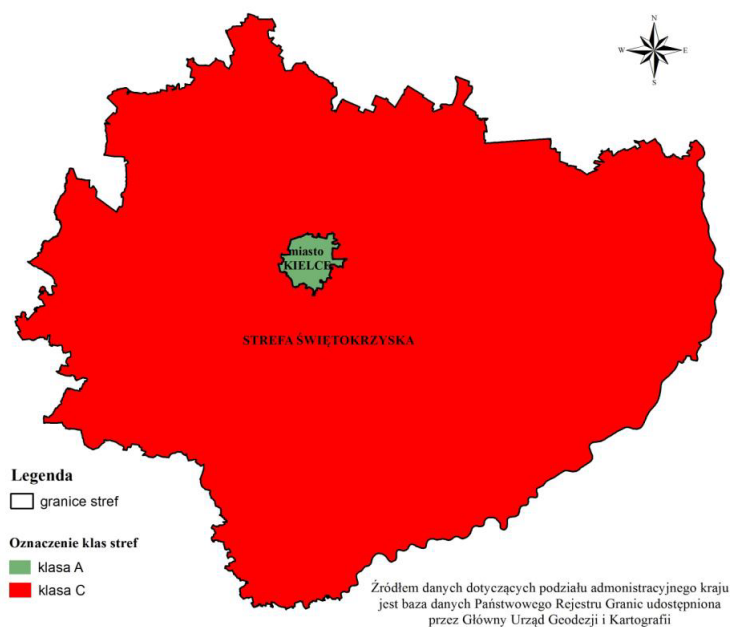 N
W E
S
miasto
KIELCE
STREFA ŚWIĘTOKRZYSKA
Legenda
granice stref
Oznaczenie klas stref
klasa A
klasa C
Źródłem danych dotyczących podziału admonistracyjnego kraju
jest baza danych Państwowego Rejestru Granic udostępniona
przez Główny Urząd Geodezji i Kartografii